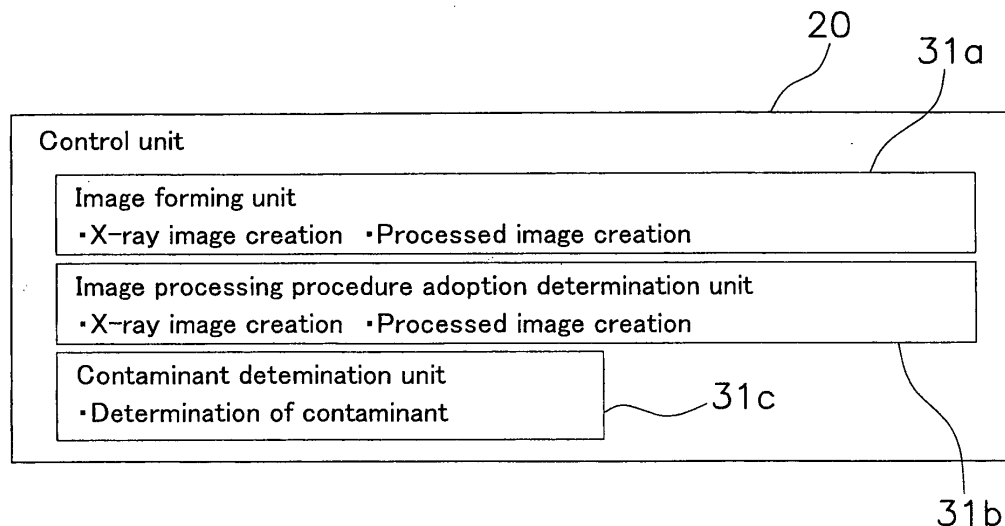 20
31a
Control unit
Image forming unit
・X-ray image creation ・Processed image creation
Image processing procedure adoption determination unit
・X-ray image creation ・Processed image creation
Contaminant detemination unit
・Determination of contaminant
31c
31b